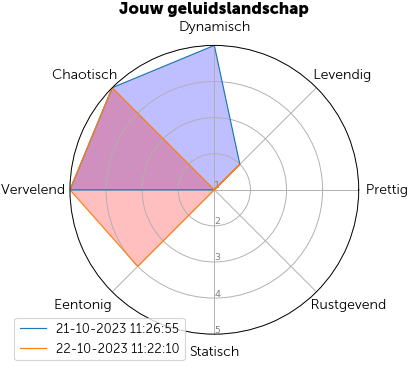 Jouw geluidslandschap
Dynamisch
Chaotisch
Levendig
Vervelend
Prettig
1
2
3
4
5
Eentonig
Rustgevend
Statisch
21-10-2023 11:26:55
22-10-2023 11:22:10